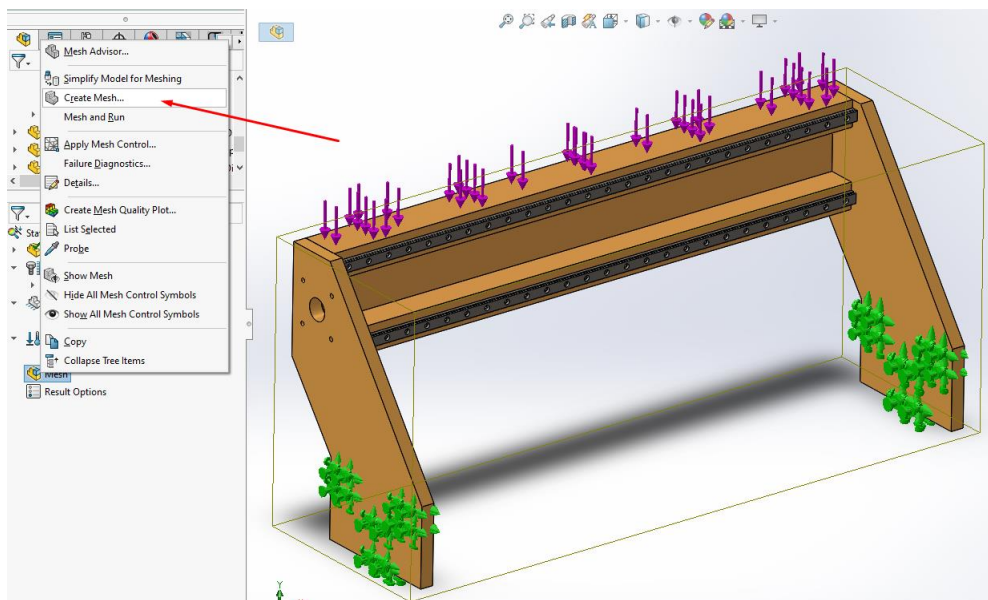 Mesh Advisor...
Simplify Model for Meshing
Create Mesh...
Mesh and Run
Apply Mesh Control...
Failure Diagnostics...
Details...
Create Mesh Quality Plot...
List Selected
Probe
Show Mesh
Hide All Mesh Control Symbols
Show All Mesh Control Symbols
Copy
Collapse Tree Items
Sta
Mesh
Result Options
Y